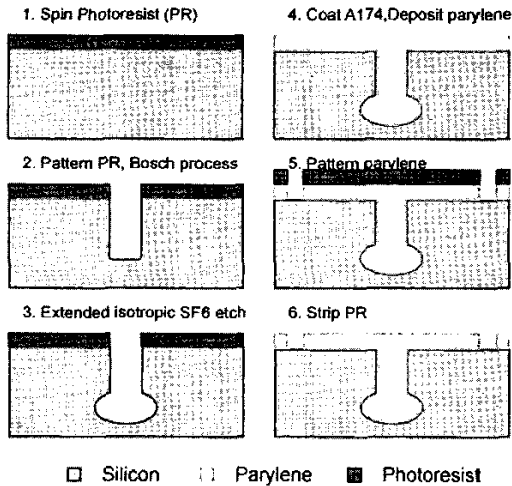 1. Spin Photoresist (PR)
2. Pattern PR, Bosch process
3. Extended isotropic SF6 etch
4. Coat A174,Deposit parylene
5. Pattern parylene
6. Strip PR
Silicon
Parylene
Photoresist